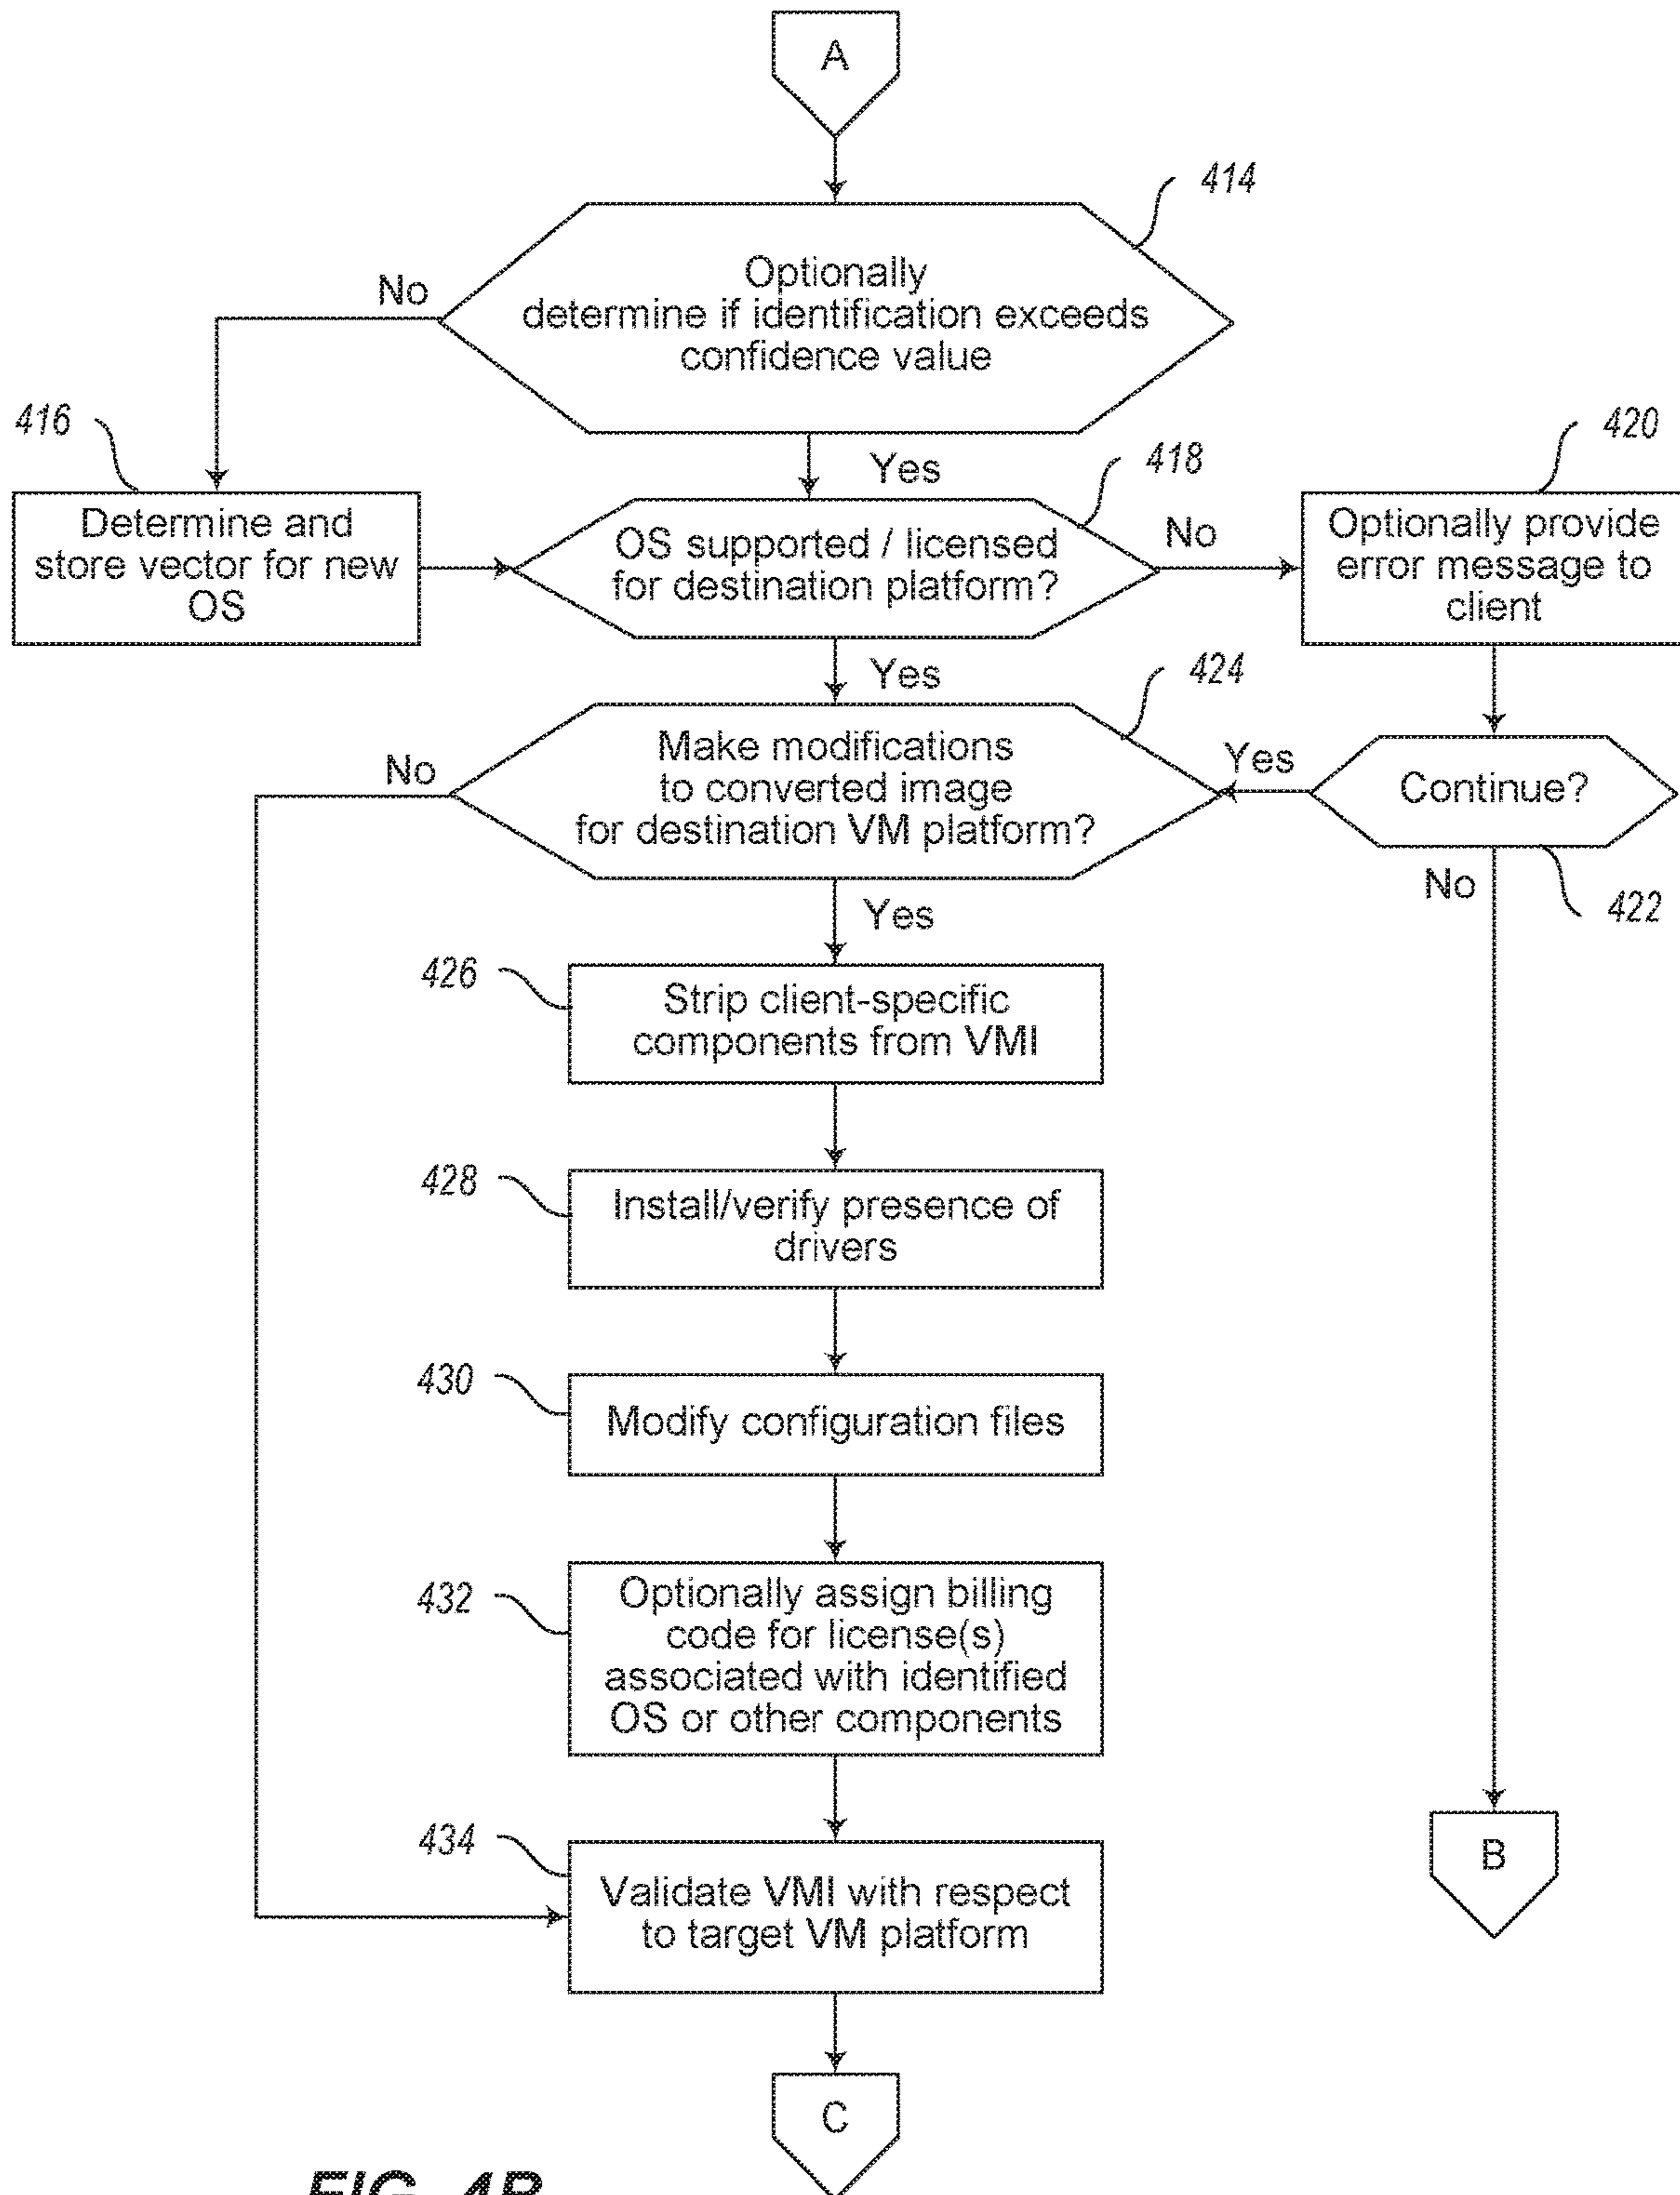 A
414
Optionally
determine if identification exceeds
confidence value
No
Yes
416
Determine and
store vector for new
OS
418
OS supported / licensed
for destination platform?
No
420
Optionally provide
error message to
client
Yes
424
Make modifications
to converted image
for destination VM platform?
No
Yes
Continue?
422
No
Yes
426
Strip client-specific
components from VMI
428
Install/verify presence of
drivers
430
Modify configuration files
432
Optionally assign billing
code for license(s)
associated with identified
OS or other components
434
Validate VMI with respect
to target VM platform
B
C
FIG. 4B